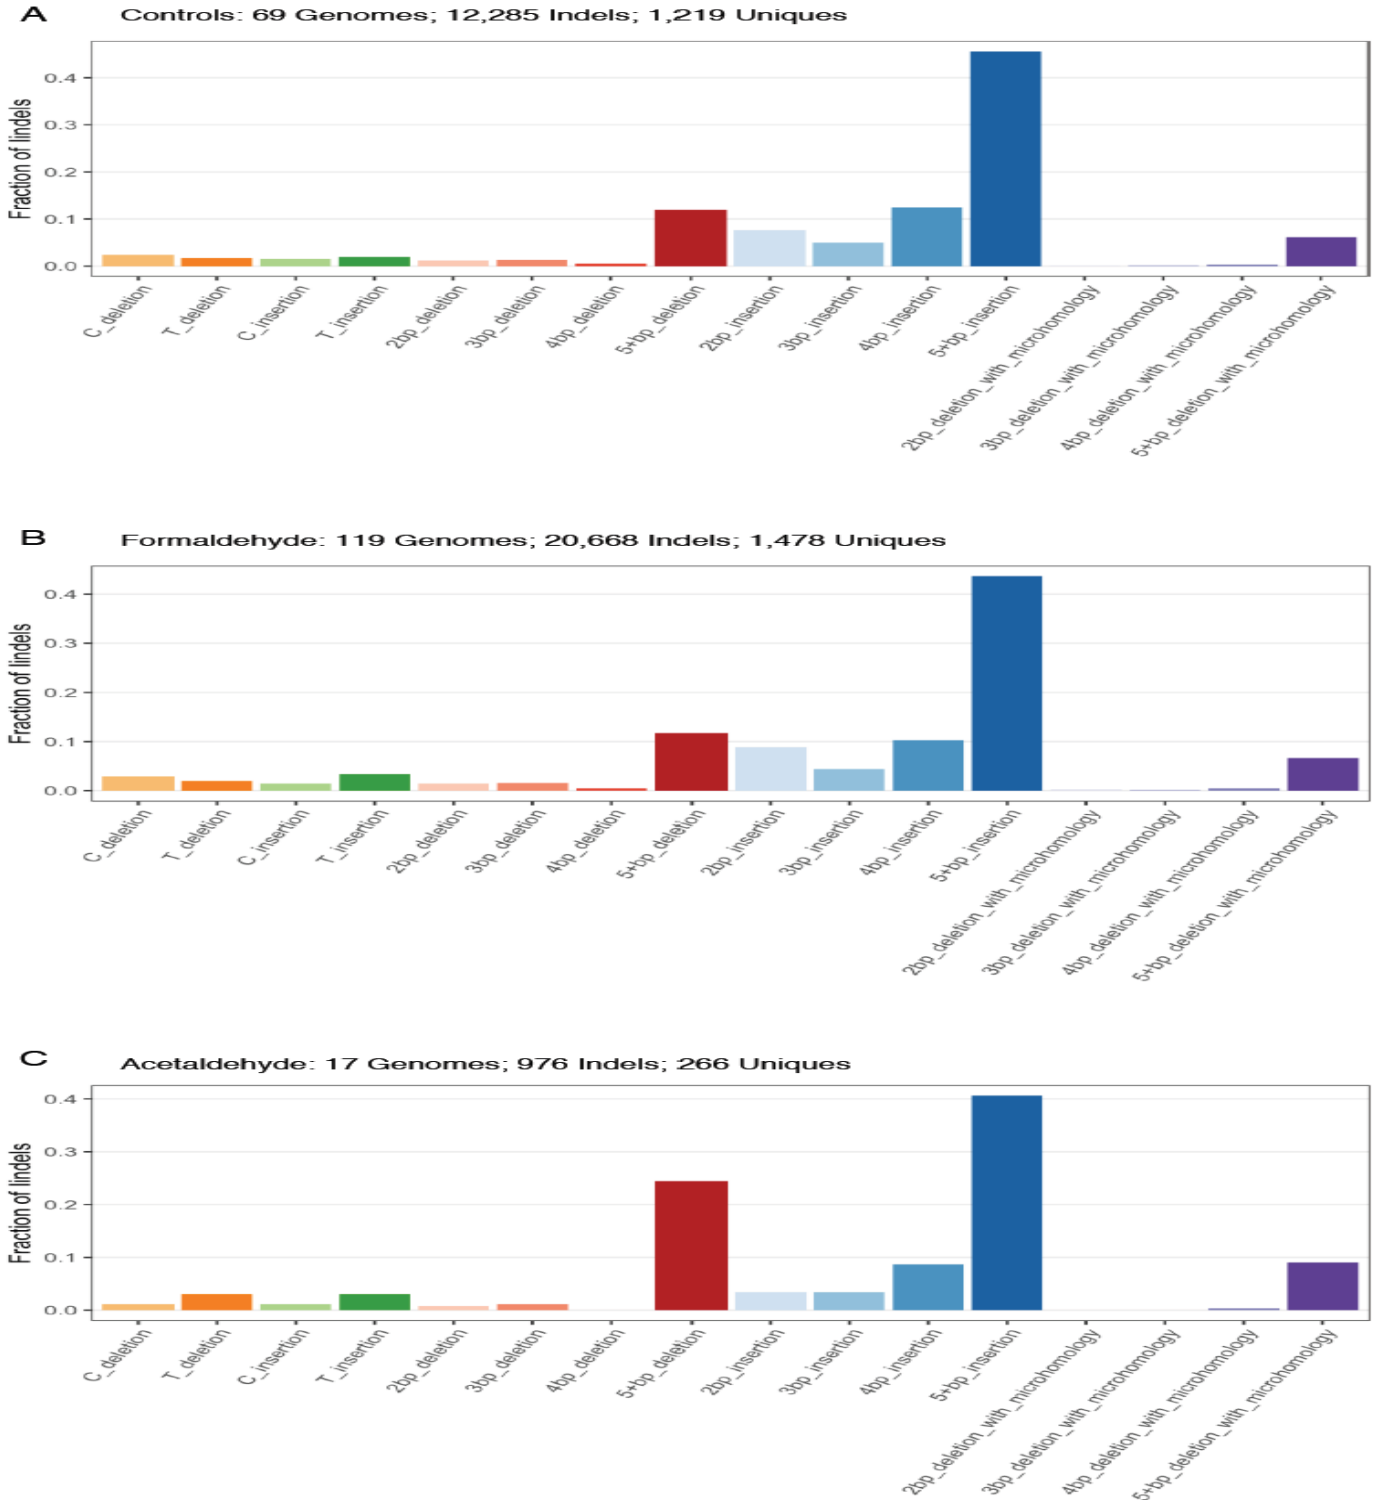 A Controls: 69 Genomes; 12,285 Indels; 1,219 Uniques
Fraction of Iindels
0.4
0.3
0.2
0.1
0.0
C_deletion
T_deletion
C_insertion
T_insertion
2bp_deletion
3bp_deletion
4bp_deletion
5+bp_deletion
2bp_insertion
3bp_insertion
4bp_insertion
5+bp_insertion
2bp_deletion_with_microhomology
3bp_deletion_with_microhomology
4bp_deletion_with_microhomology
5+bp_deletion_with_microhomology
B Formaldehyde: 119 Genomes; 20,668 Indels; 1,478 Uniques
Fraction of Iindels
0.4
0.3
0.2
0.1
0.0
C_deletion
T_deletion
C_insertion
T_insertion
2bp_deletion
3bp_deletion
4bp_deletion
5+bp_deletion
2bp_insertion
3bp_insertion
4bp_insertion
5+bp_insertion
2bp_deletion_with_microhomology
3bp_deletion_with_microhomology
4bp_deletion_with_microhomology
5+bp_deletion_with_microhomology
C Acetaldehyde: 17 Genomes; 976 Indels; 266 Uniques
Fraction of Iindels
0.4
0.3
0.2
0.1
0.0
C_deletion
T_deletion
C_insertion
T_insertion
2bp_deletion
3bp_deletion
4bp_deletion
5+bp_deletion
2bp_insertion
3bp_insertion
4bp_insertion
5+bp_insertion
2bp_deletion_with_microhomology
3bp_deletion_with_microhomology
4bp_deletion_with_microhomology
5+bp_deletion_with_microhomology